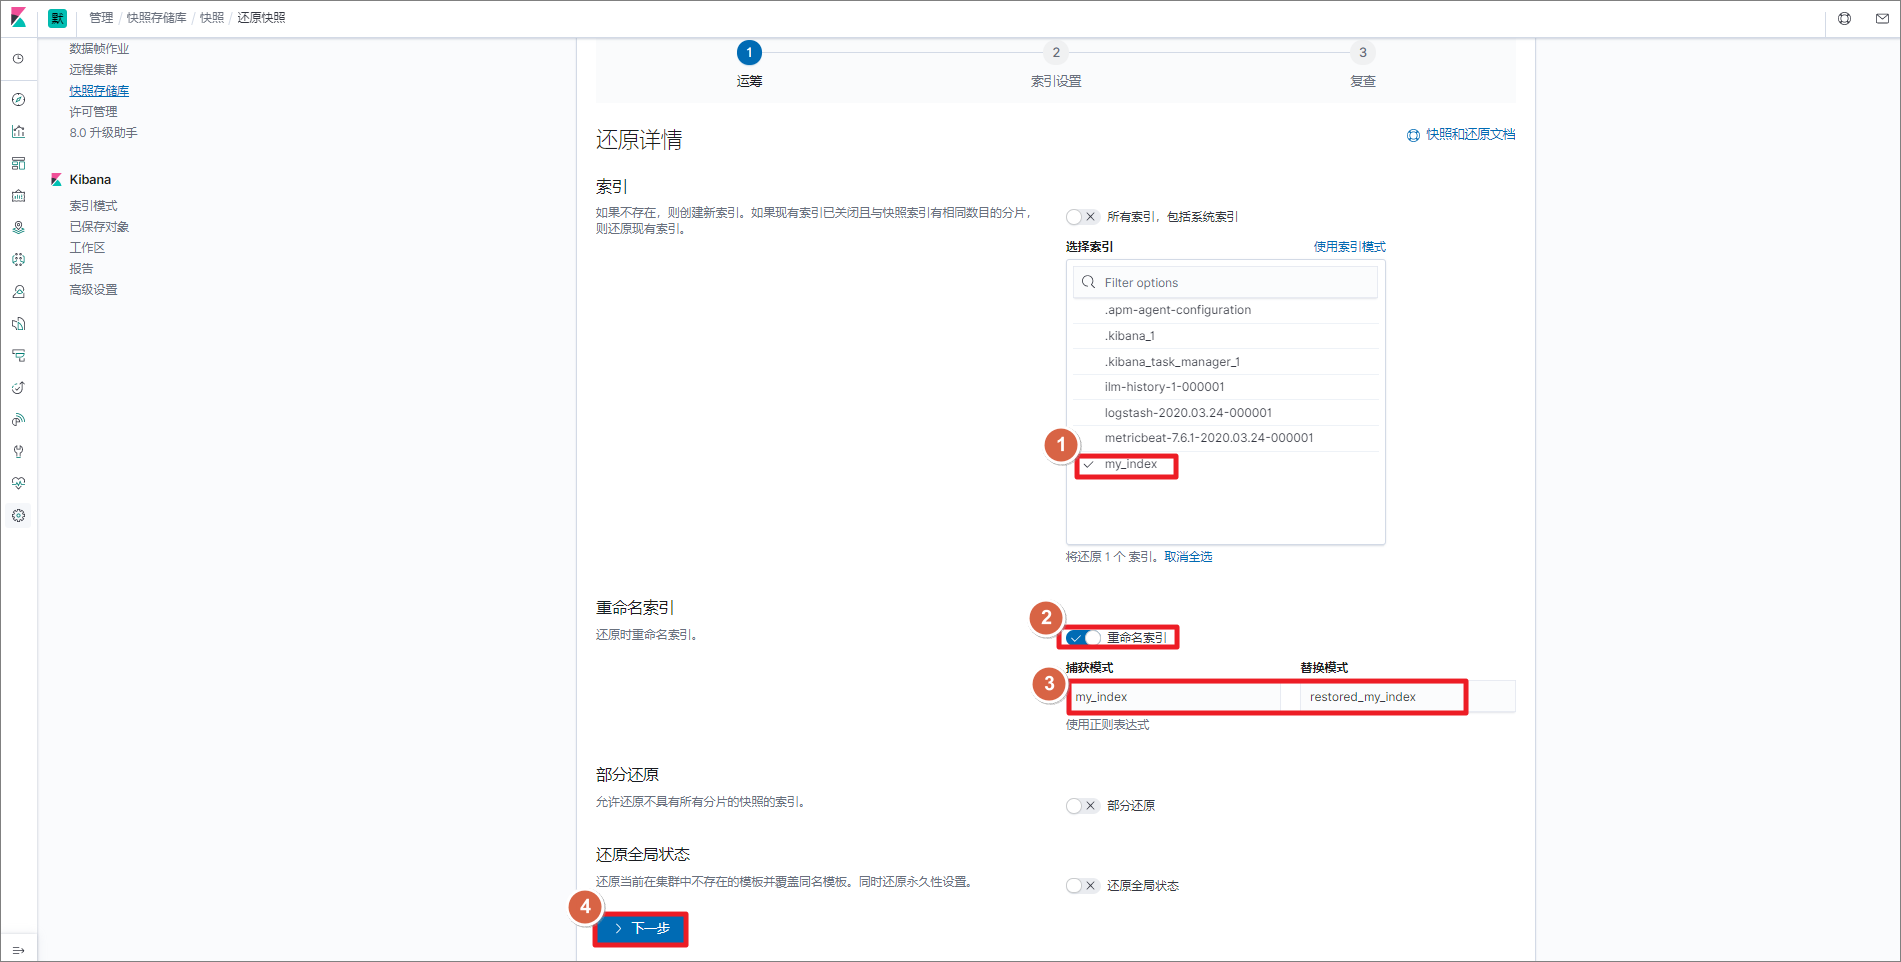 默
管理 / 快照存储库 / 快照 / 还原快照
数据帧作业
远程集群
快照存储库
许可管理
8.0 升级助手
Kibana
索引模式
已保存对象
工作区
报告
高级设置
1
运筹
2
索引设置
3
复查
还原详情
快照和还原文档
索引
如果不存在，则创建新索引。如果现有索引已关闭且与快照索引有相同数目的分片，
则还原现有索引。
所有索引，包括系统索引
选择索引
使用索引模式
Filter options
.apm-agent-configuration
.kibana_1
.kibana_task_manager_1
ilm-history-1-000001
logstash-2020.03.24-000001
metricbeat-7.6.1-2020.03.24-000001
1
my_index
将还原 1 个 索引。取消全选
重命名索引
还原时重命名索引。
2
重命名索引
捕获模式
替换模式
3
my_index
restored_my_index
使用正则表达式
部分还原
允许还原不具有所有分片的快照的索引。
部分还原
还原全局状态
还原当前在集群中不存在的模板并覆盖同名模板。同时还原永久性设置。
还原全局状态
4
下一步